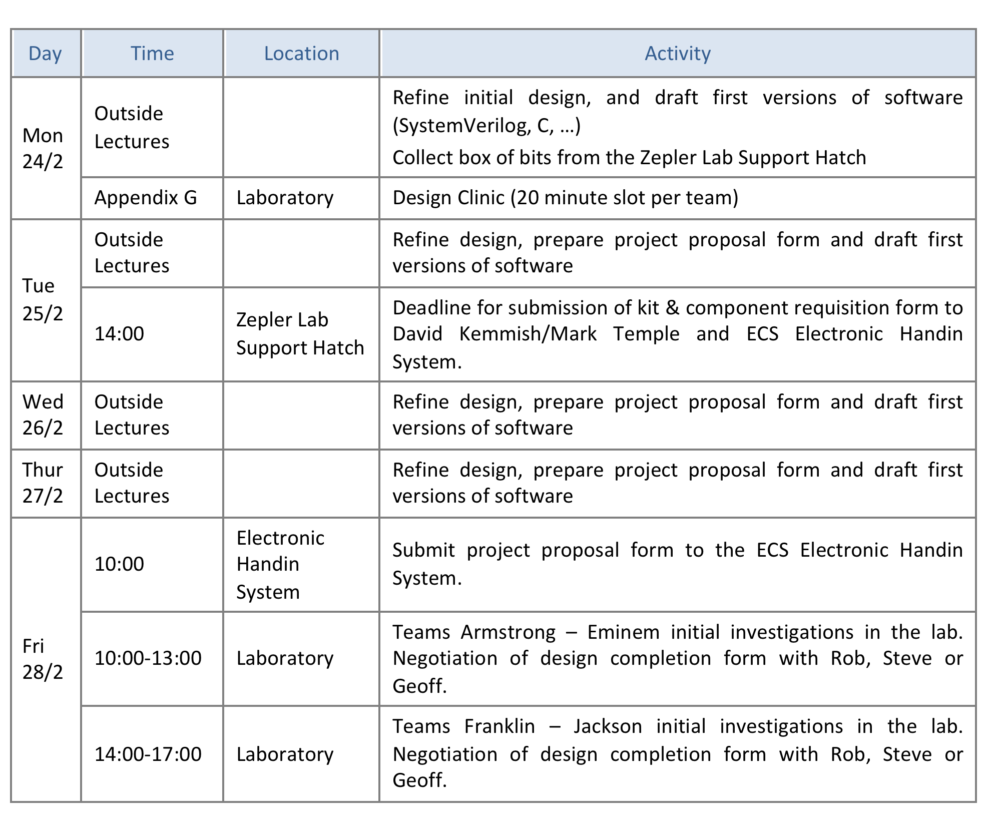 Day
Time
Location
Activity
Mon
24/2
Outside
Lectures
Refine initial design, and draft first versions of software
(SystemVerilog, C, …)
Collect box of bits from the Zepler Lab Support Hatch
Appendix G
Laboratory
Design Clinic (20 minute slot per team)
Tue
25/2
Outside
Lectures
Refine design, prepare project proposal form and draft first
versions of software
14:00
Zepler Lab
Support Hatch
Deadline for submission of kit & component requisition form to
David Kemmish/Mark Temple and ECS Electronic Handin
System.
Wed
26/2
Outside
Lectures
Refine design, prepare project proposal form and draft first
versions of software
Thur
27/2
Outside
Lectures
Refine design, prepare project proposal form and draft first
versions of software
Fri
28/2
10:00
Electronic
Handin
System
Submit project proposal form to the ECS Electronic Handin
System.
10:00-13:00
Laboratory
Teams Armstrong – Eminem initial investigations in the lab.
Negotiation of design completion form with Rob, Steve or
Geoff.
14:00-17:00
Laboratory
Teams Franklin – Jackson initial investigations in the lab.
Negotiation of design completion form with Rob, Steve or
Geoff.